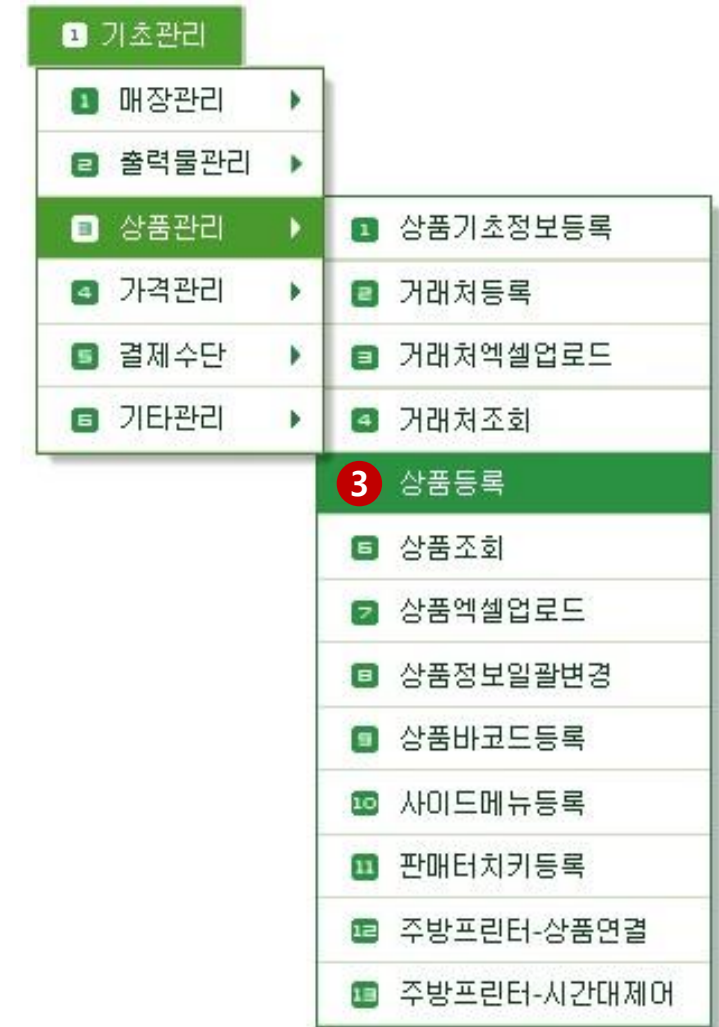 1 기초관리
1 매장관리
2 출력물관리
3 상품관리
4 가격관리
5 결제수단
6 기타관리
1 상품기초정보등록
2 거래처등록
3 거래처엑셀업로드
4 거래처조회
3 상품등록
6 상품조회
7 상품엑셀업로드
8 상품정보일괄변경
9 상품바코드등록
10 사이드메뉴등록
11 판매터치키등록
12 주방프린터-상품연결
13 주방프린터-시간대제어